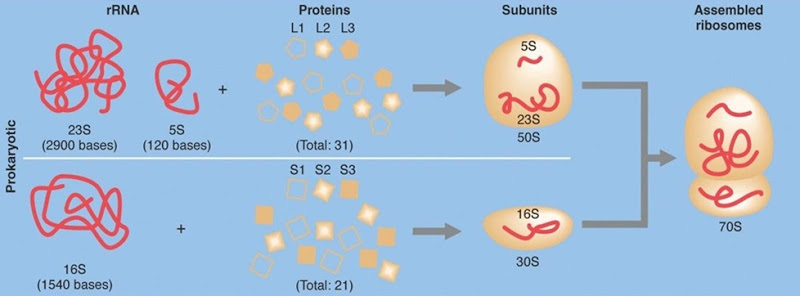 rRNA
Proteins
Subunits
Assembled
ribosomes
Prokaryotic
L1 L2 L3
23S
(2900 bases)
5S
(120 bases)
+
(Total: 31)
5S
23S
50S
S1 S2 S3
16S
(1540 bases)
+
(Total: 21)
16S
30S
70S